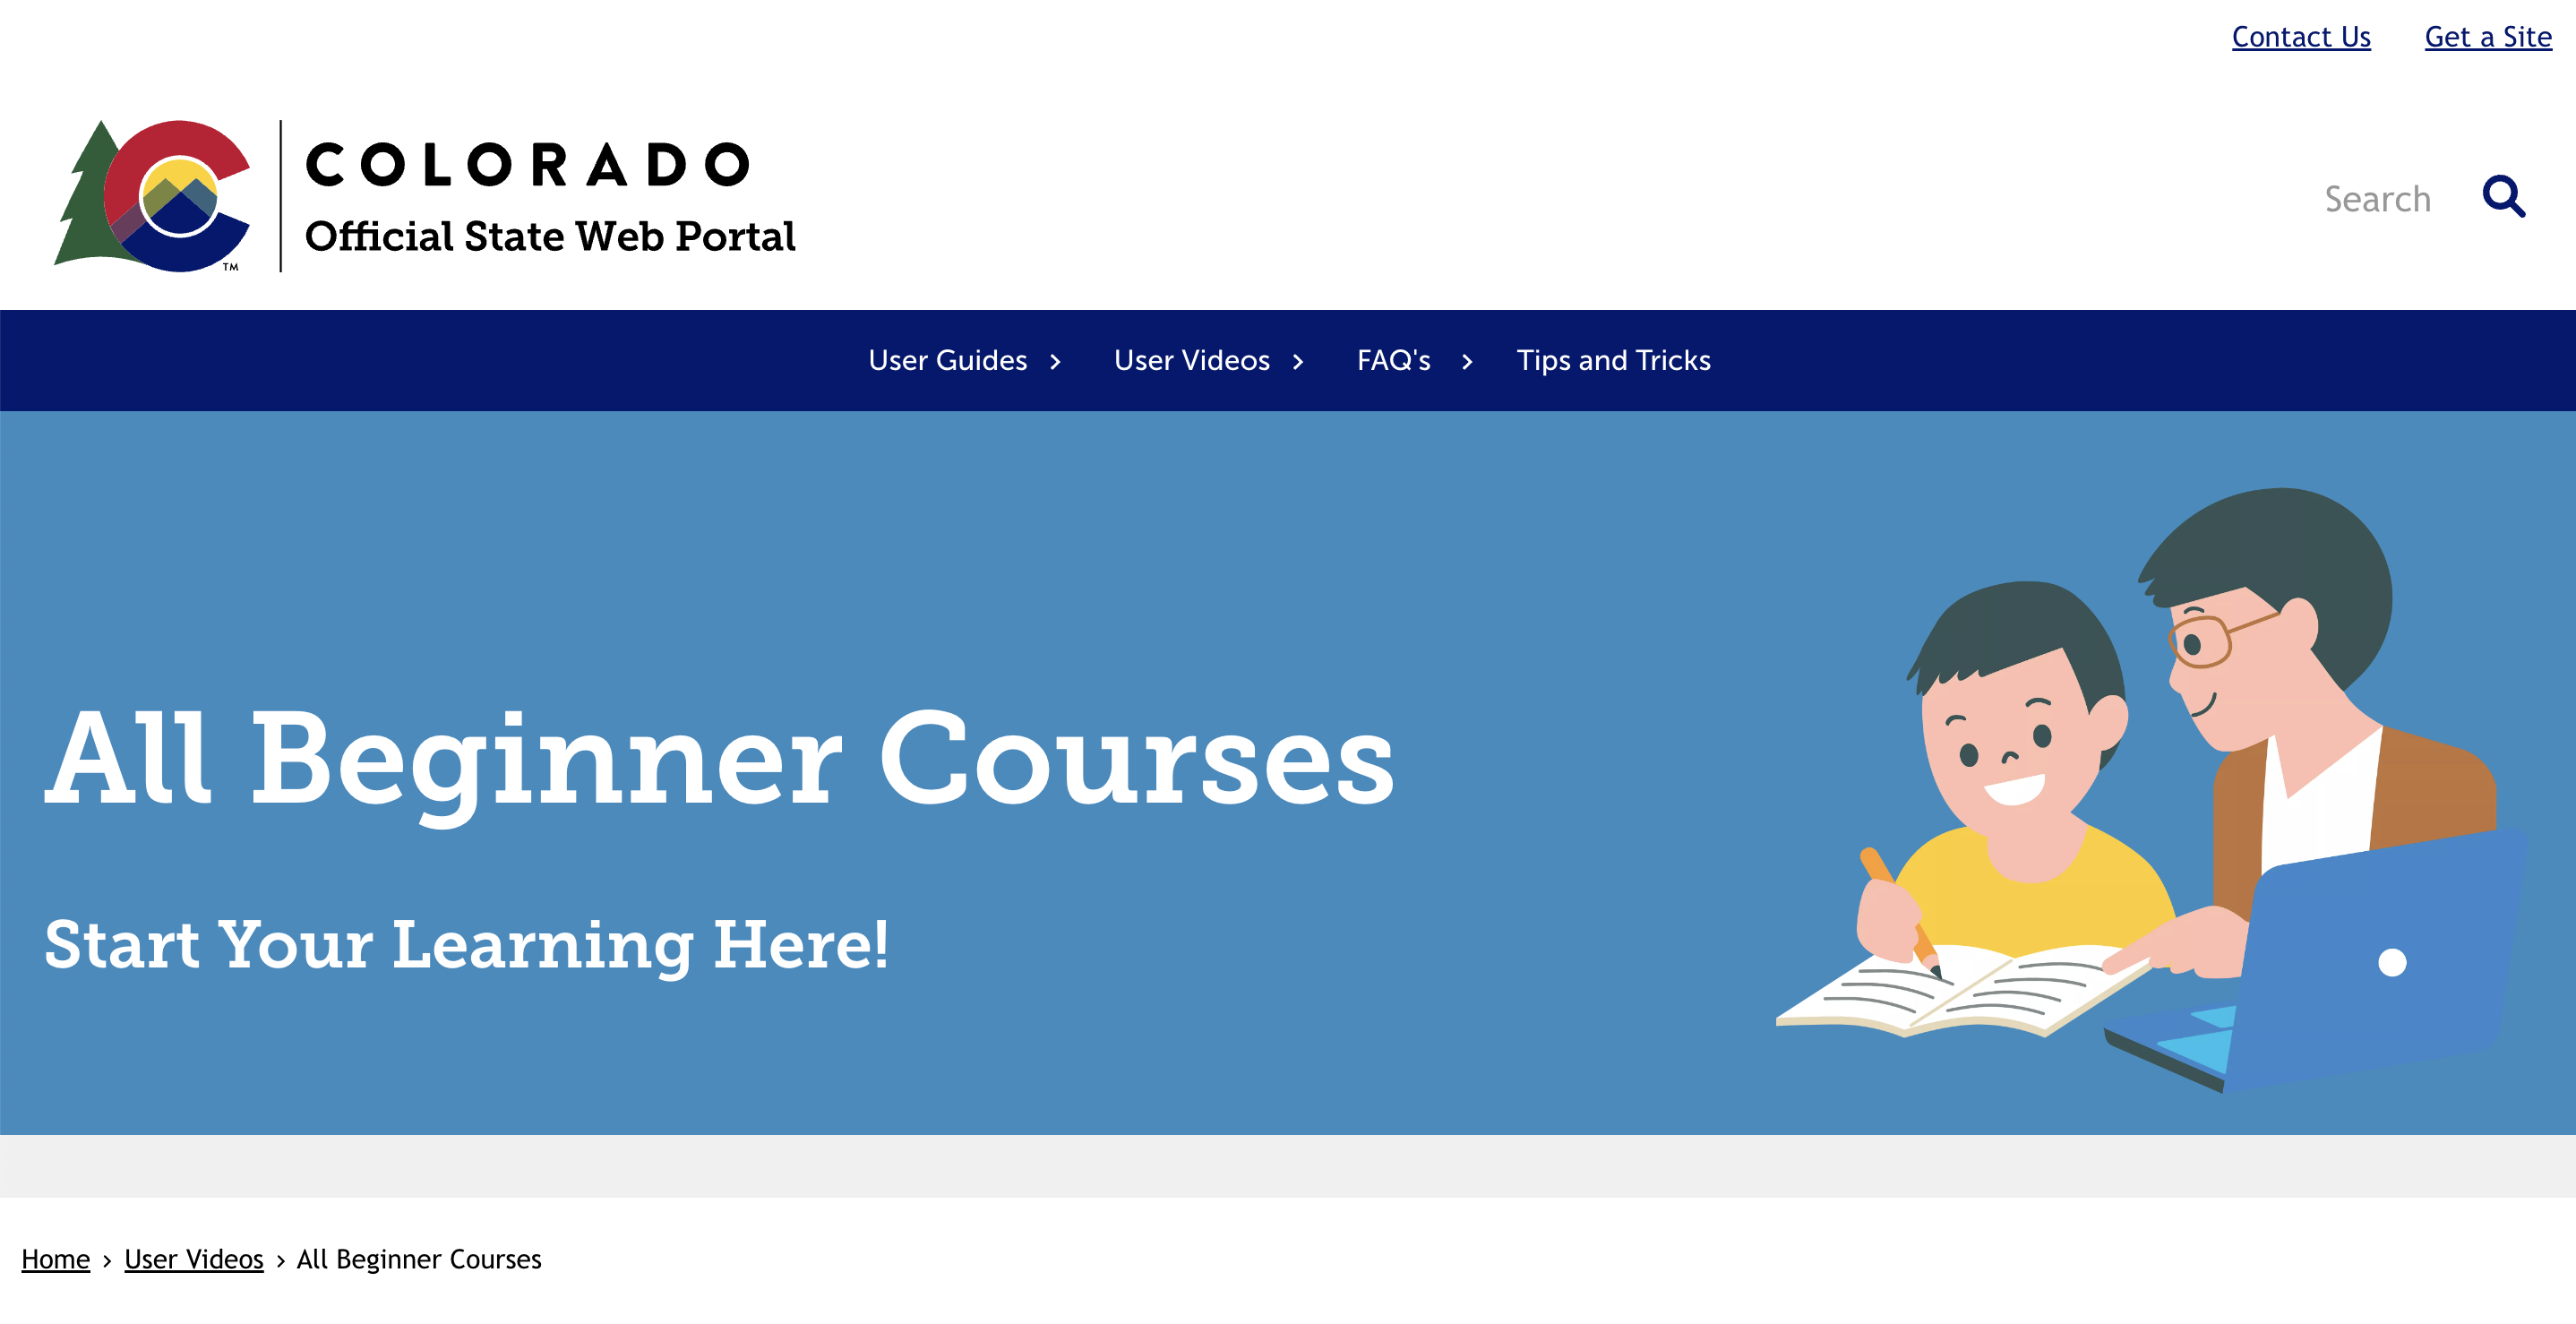 Contact Us Get a Site
COLORADO
Official State Web Portal
TM
Search
User Guides User Videos FAQ's Tips and Tricks
All Beginner Courses
Start Your Learning Here!
Home › User Videos › All Beginner Courses